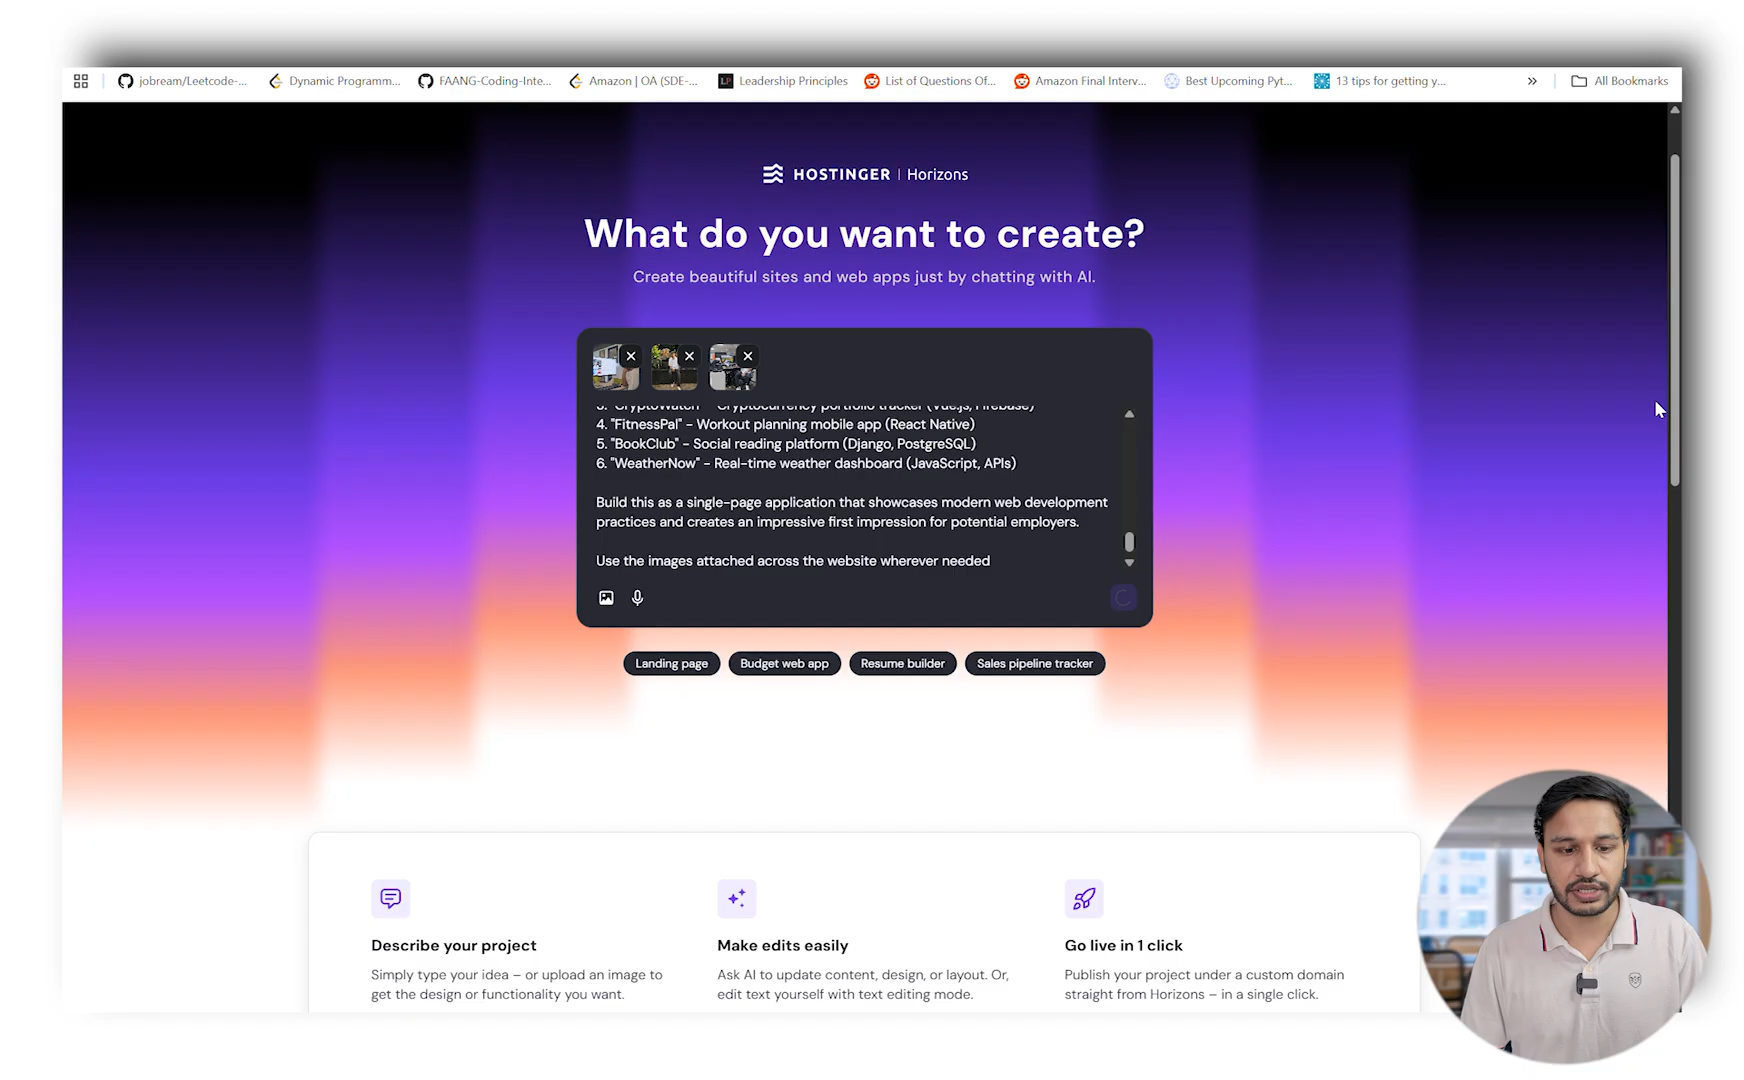 jobream/Leetcode-...
Dynamic Programm...
FAANG-Coding-Inte...
Amazon | OA (SDE-...
Leadership Principles
List of Questions Of...
Amazon Final Interv...
Best Upcoming Pyt...
13 tips for getting y...
»
All Bookmarks
HOSTINGER | Horizons
What do you want to create?
Create beautiful sites and web apps just by chatting with AI.
3. "CryptoWatch" - Cryptocurrency portfolio tracker (Vue.js, Firebase)
4. "FitnessPal" - Workout planning mobile app (React Native)
5. "BookClub" - Social reading platform (Django, PostgreSQL)
6. "WeatherNow" - Real-time weather dashboard (JavaScript, APIs)
Build this as a single-page application that showcases modern web development
practices and creates an impressive first impression for potential employers.
Use the images attached across the website wherever needed
Landing page
Budget web app
Resume builder
Sales pipeline tracker
Describe your project
Simply type your idea – or upload an image to
get the design or functionality you want.
Make edits easily
Ask AI to update content, design, or layout. Or,
edit text yourself with text editing mode.
Go live in 1 click
Publish your project under a custom domain
straight from Horizons – in a single click.